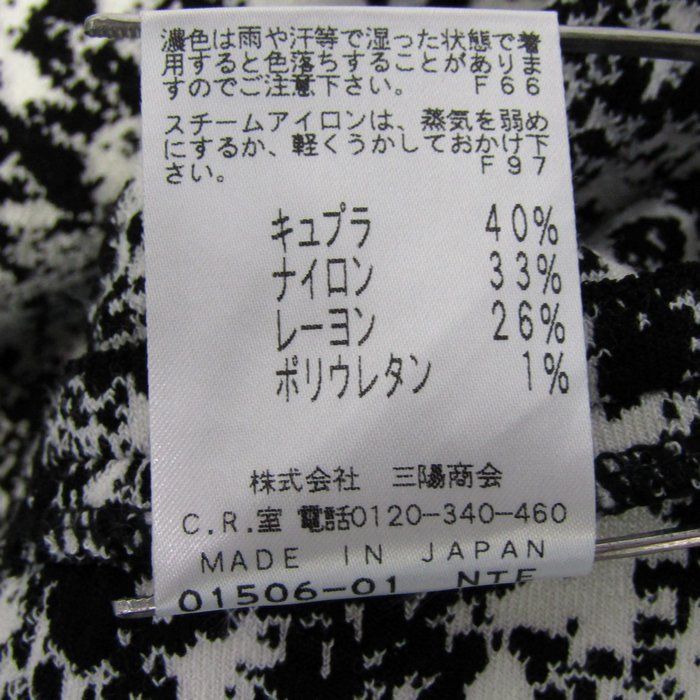 濃色は雨や汗等で湿った状態で着
用すると色落ちすることがありま
すのでご注意下さい。 F66
スチームアイロンは、蒸気を弱め
にするか、軽くうかしておかけ下
さい。 F97
キュプラ 40%
ナイロン 33%
レーヨン 26%
ポリウレタン 1%
株式会社 三陽商会
C.R.室 電話0120-340-460
MADE IN JAPAN
01506-01 NTF